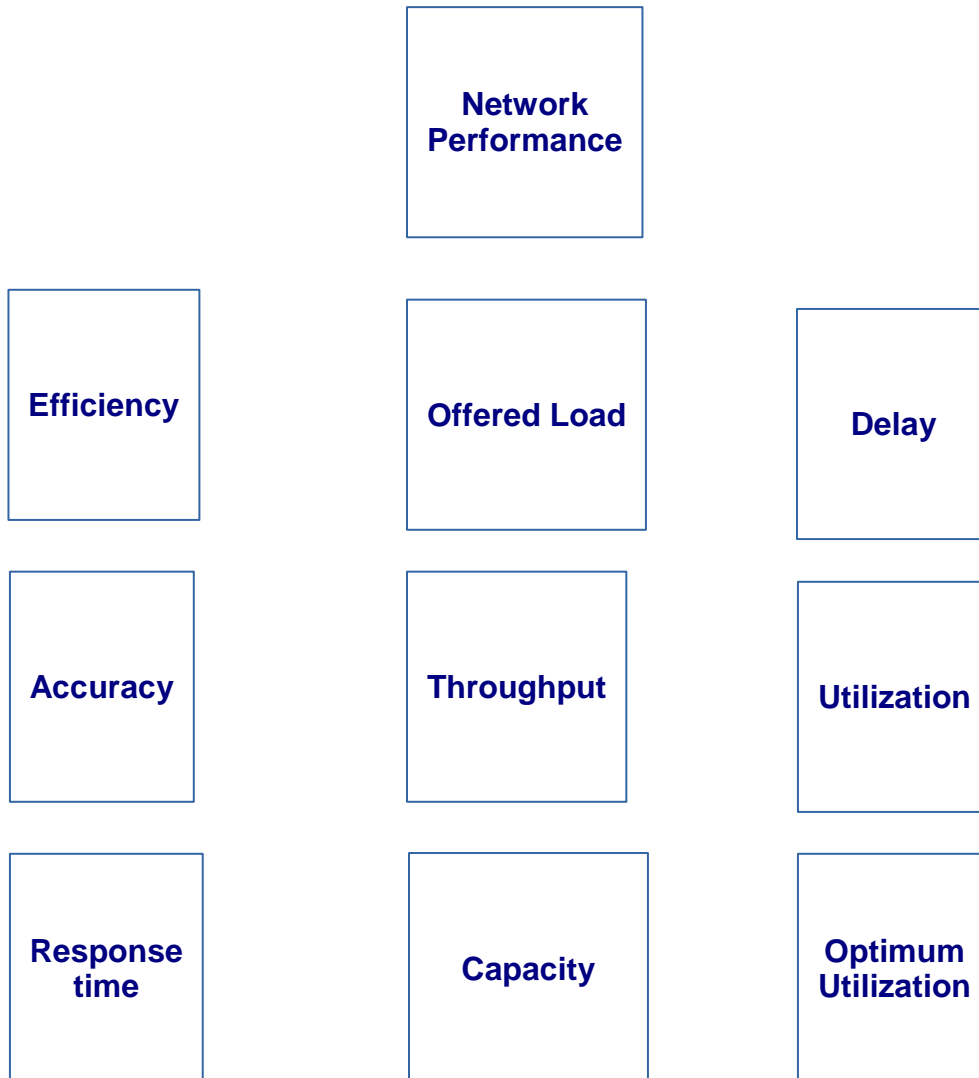 Network
Performance
Efficiency
Offered Load
Delay
Accuracy
Throughput
Utilization
Response
time
Capacity
Optimum
Utilization